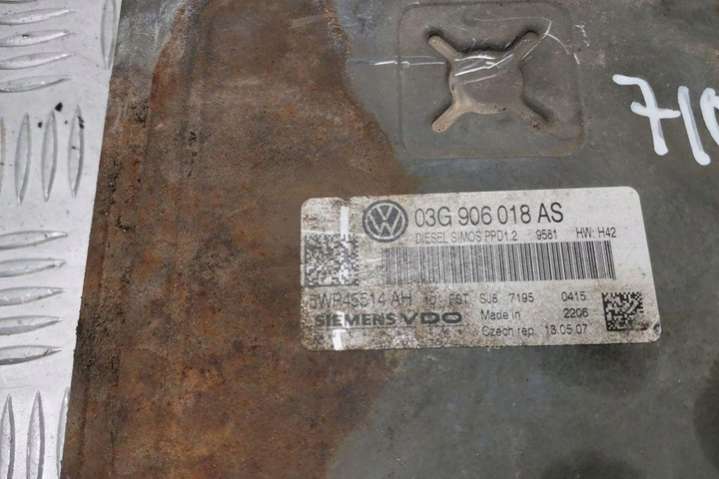 03G 906 018 AS
DIESEL SIMOS PPD1.2 9581 HW: H42
5WP45514 AH SJ8 7195 0415
SIEMENS VDO Made in 2206
Czech rep. 13.05.07